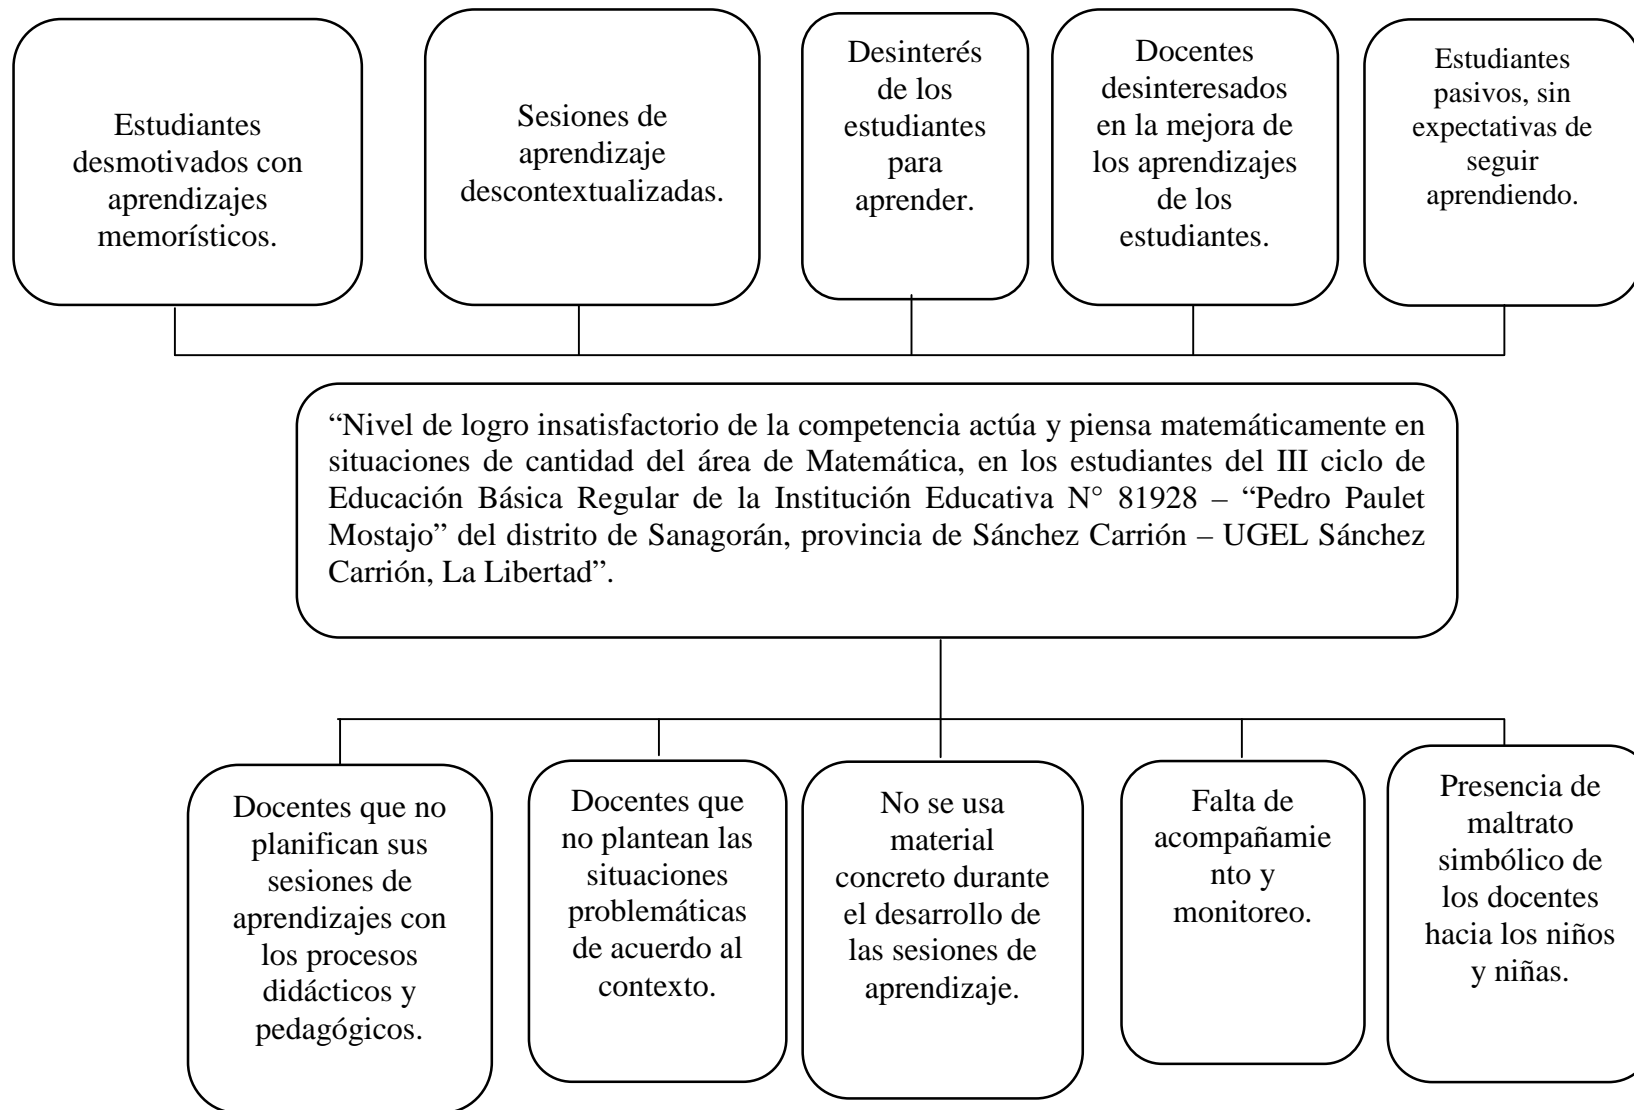 Estudiantes
desmotivados con
aprendizajes
memorísticos.
Sesiones de
aprendizaje
descontextualizadas.
Desinterés
de los
estudiantes
para
aprender.
Docentes
desinteresados
en la mejora de
los aprendizajes
de los
estudiantes.
Estudiantes
pasivos, sin
expectativas de
seguir
aprendiendo.
“Nivel de logro insatisfactorio de la competencia actúa y piensa matemáticamente en
situaciones de cantidad del área de Matemática, en los estudiantes del III ciclo de
Educación Básica Regular de la Institución Educativa N° 81928 – “Pedro Paulet
Mostajo” del distrito de Sanagorán, provincia de Sánchez Carrión – UGEL Sánchez
Carrión, La Libertad”.
Docentes que no
planifican sus
sesiones de
aprendizajes con
los procesos
didácticos y
pedagógicos.
Docentes que
no plantean las
situaciones
problemáticas
de acuerdo al
contexto.
No se usa
material
concreto durante
el desarrollo de
las sesiones de
aprendizaje.
Falta de
acompañamie
nto y
monitoreo.
Presencia de
maltrato
simbólico de
los docentes
hacia los niños
y niñas.